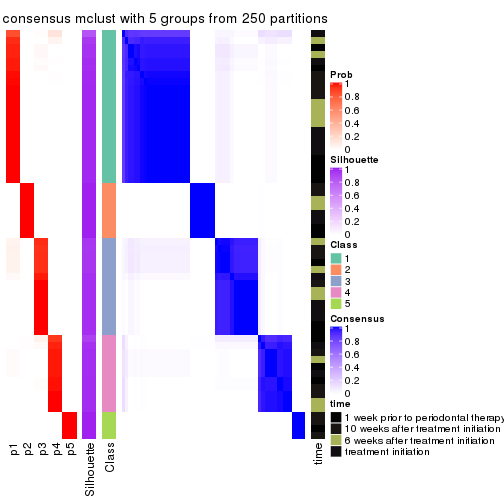 consensus mclust with 5 groups from 250 partitions
Prob
1
0.8
0.6
0.4
0.2
0
Silhouette
1
0.8
0.6
0.4
0.2
0
Class
1
2
3
4
5
Consensus
1
0.8
0.6
0.4
0.2
0
time
1 week prior to periodontal therapy
10 weeks after treatment initiation
6 weeks after treatment initiation
treatment initiation
p1
p2
p3
p4
p5
Silhouette
Class
time